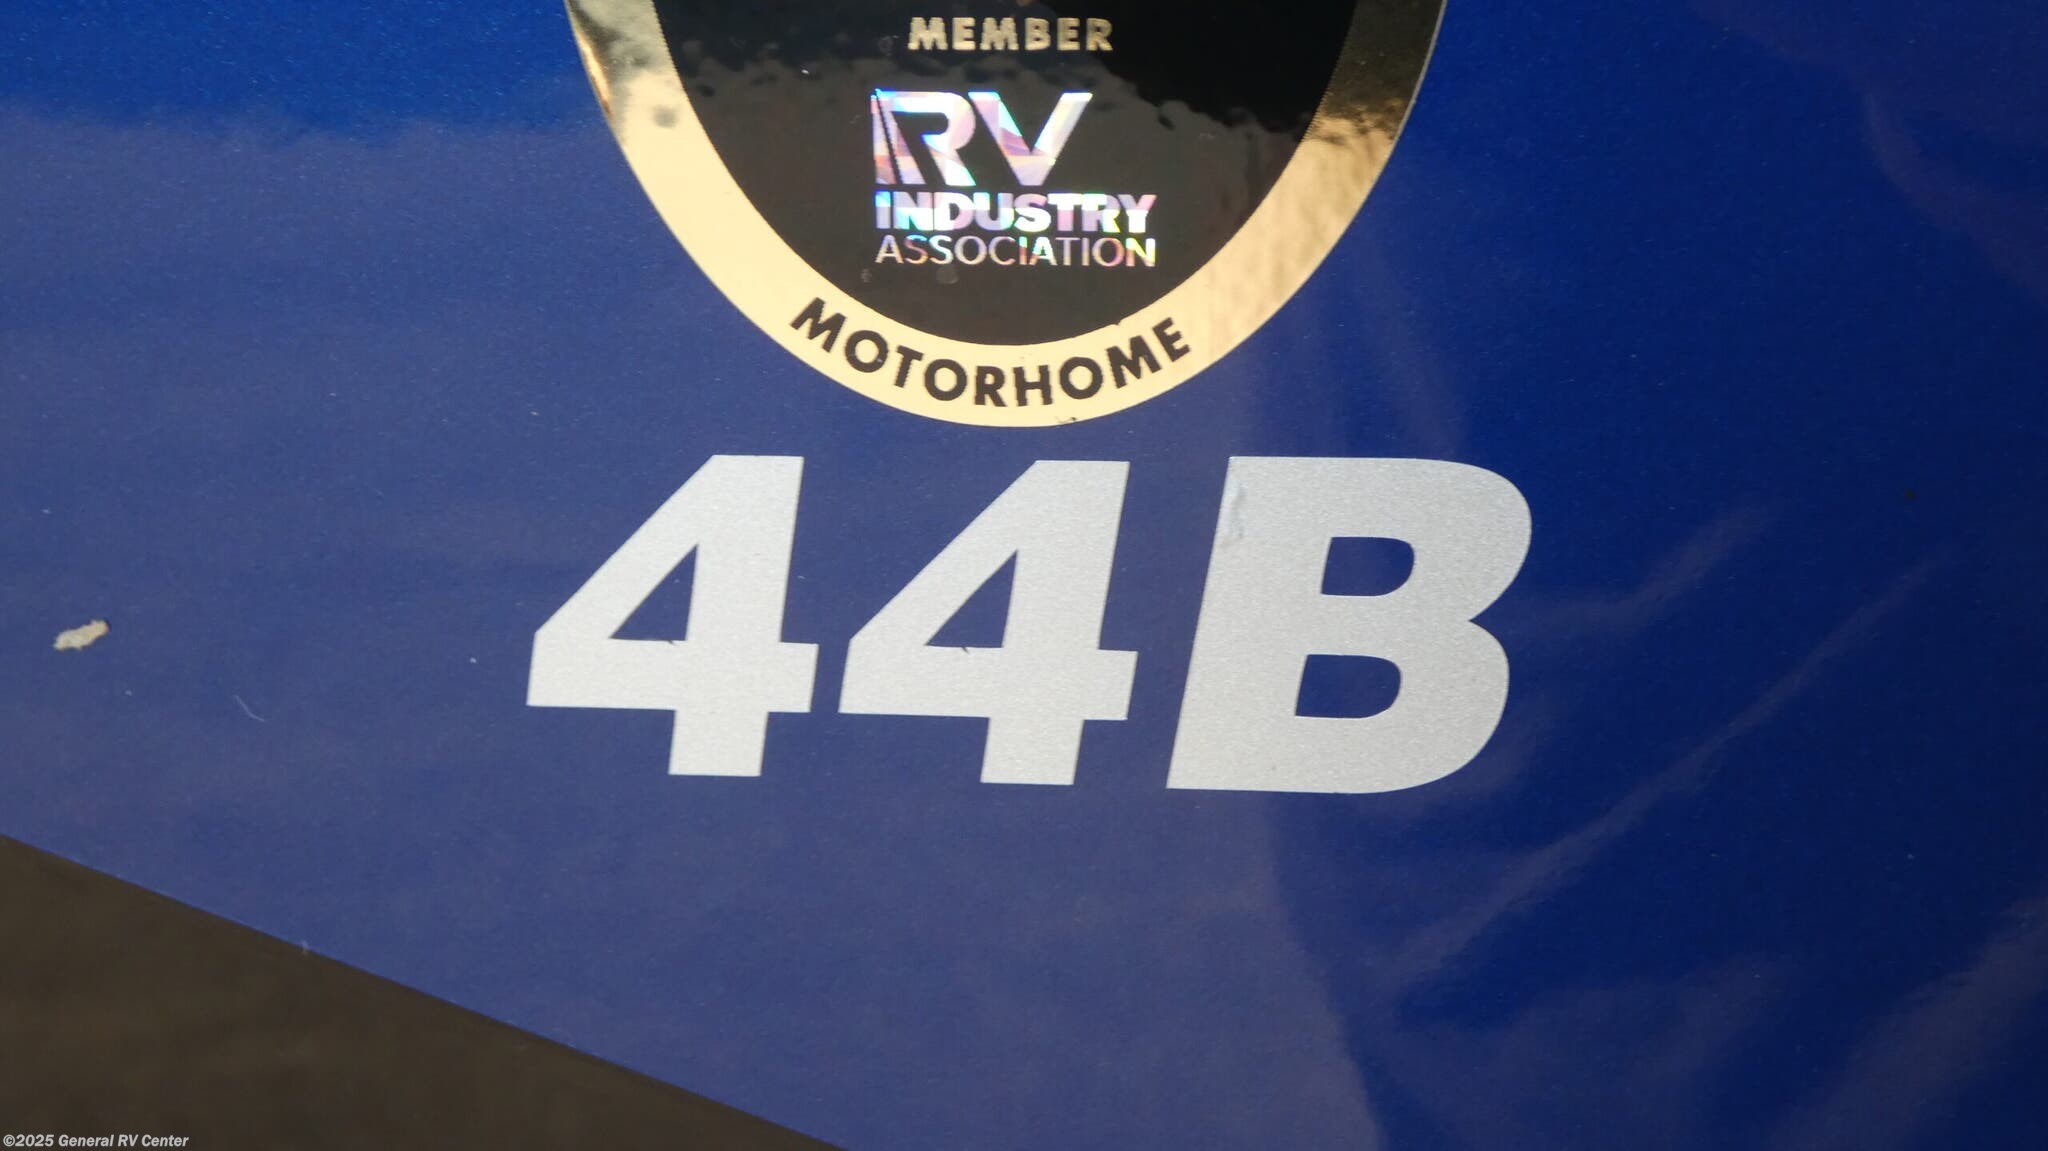 MEMBER
RV
INDUSTRY
ASSOCIATION
MOTORHOME
44B
©2025 General RV Center